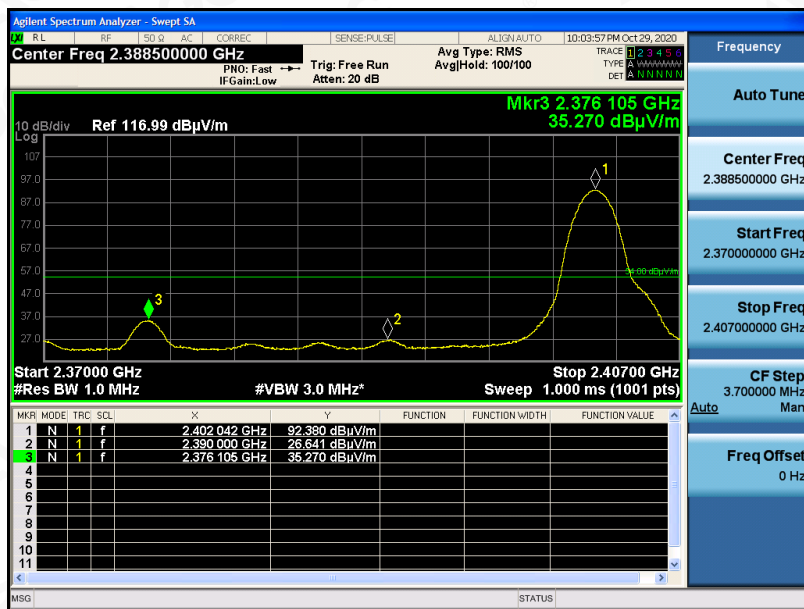 Agilent Spectrum Analyzer - Swept SA
LXI RL RF 50 Ω AC CORREC SENSE:PULSE ALIGN AUTO 10:03:57 PM Oct 29, 2020
Center Freq 2.388500000 GHz
PNO: Fast
IFGain:Low
Trig: Free Run
Atten: 20 dB
Avg Type: RMS
Avg|Hold: 100/100
TRACE 1 2 3 4 5 6
TYPE A
DET A N N N N N
Mkr3 2.376 105 GHz
35.270 dBµV/m
10 dB/div Ref 116.99 dBµV/m
Log
107
97.0
87.0
77.0
67.0
57.0
47.0
37.0
27.0
1
2
3
54.00 dBµV/m
Start 2.37000 GHz Stop 2.40700 GHz
#Res BW 1.0 MHz #VBW 3.0 MHz* Sweep 1.000 ms (1001 pts)
MKR MODE TRC SCL X Y FUNCTION FUNCTION WIDTH FUNCTION VALUE
1 N 1 f 2.402 042 GHz 92.380 dBµV/m
2 N 1 f 2.390 000 GHz 26.641 dBµV/m
3 N 1 f 2.376 105 GHz 35.270 dBµV/m
4
5
6
7
8
9
10
11
MSG STATUS
Frequency
Auto Tune
Center Freq
2.388500000 GHz
Start Freq
2.370000000 GHz
Stop Freq
2.407000000 GHz
CF Step
3.700000 MHz
Auto Man
Freq Offset
0 Hz